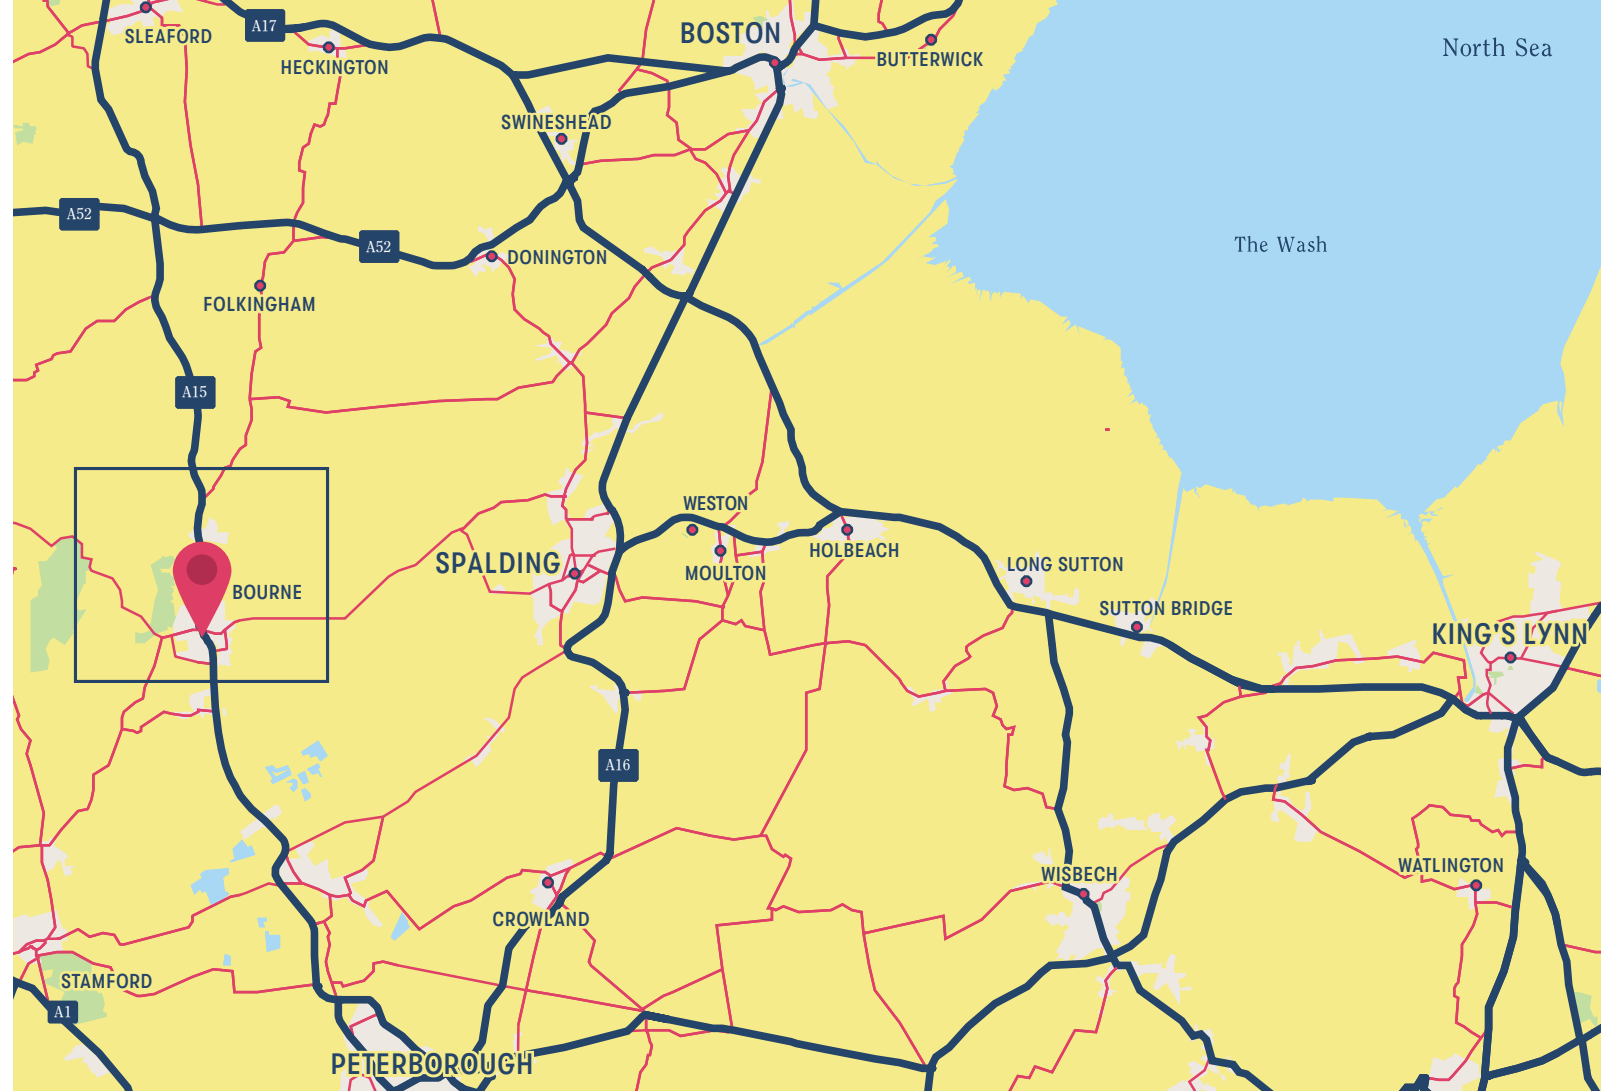 SLEAFORD
A17
HECKINGTON
BOSTON
BUTTERWICK
North Sea
SWINESHEAD
A52
A52
DONINGTON
The Wash
FOLKINGHAM
A15
WESTON
SPALDING
HOLBEACH
MOULTON
LONG SUTTON
BOURNE
SUTTON BRIDGE
KING'S LYNN
A16
WATLINGTON
WISBECH
CROWLAND
STAMFORD
A1
PETERBOROUGH